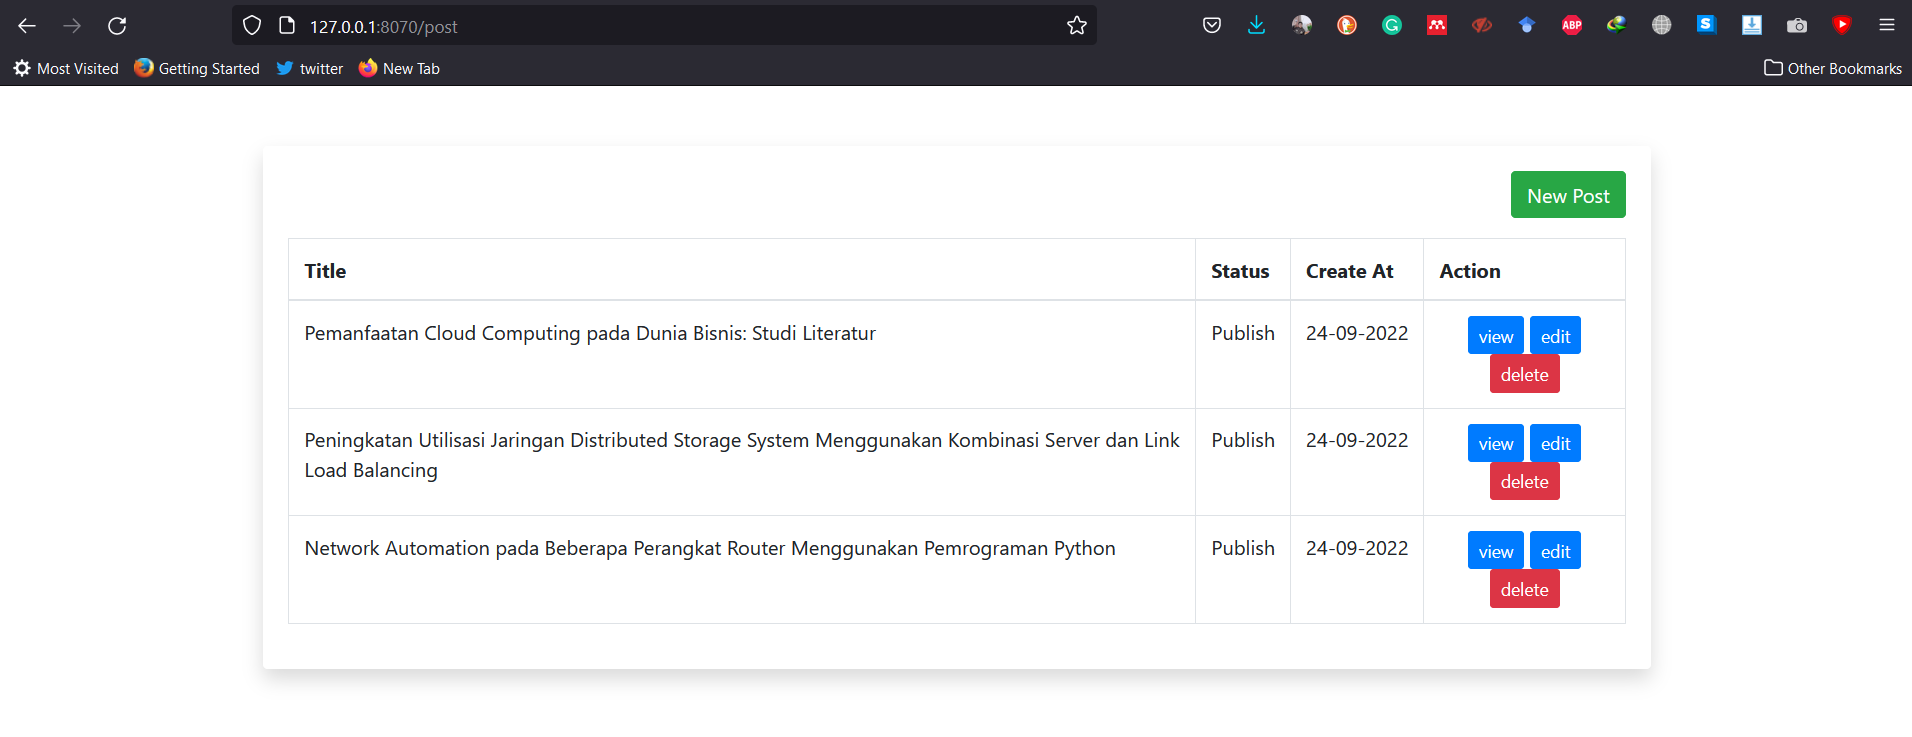 127.0.0.1:8070/post
ABP
S
Most Visited
Getting Started
twitter
New Tab
Other Bookmarks
New Post
Title
Status
Create At
Action
Pemanfaatan Cloud Computing pada Dunia Bisnis: Studi Literatur
Publish
24-09-2022
view
edit
delete
Peningkatan Utilisasi Jaringan Distributed Storage System Menggunakan Kombinasi Server dan Link
Load Balancing
Publish
24-09-2022
view
edit
delete
Network Automation pada Beberapa Perangkat Router Menggunakan Pemrograman Python
Publish
24-09-2022
view
edit
delete